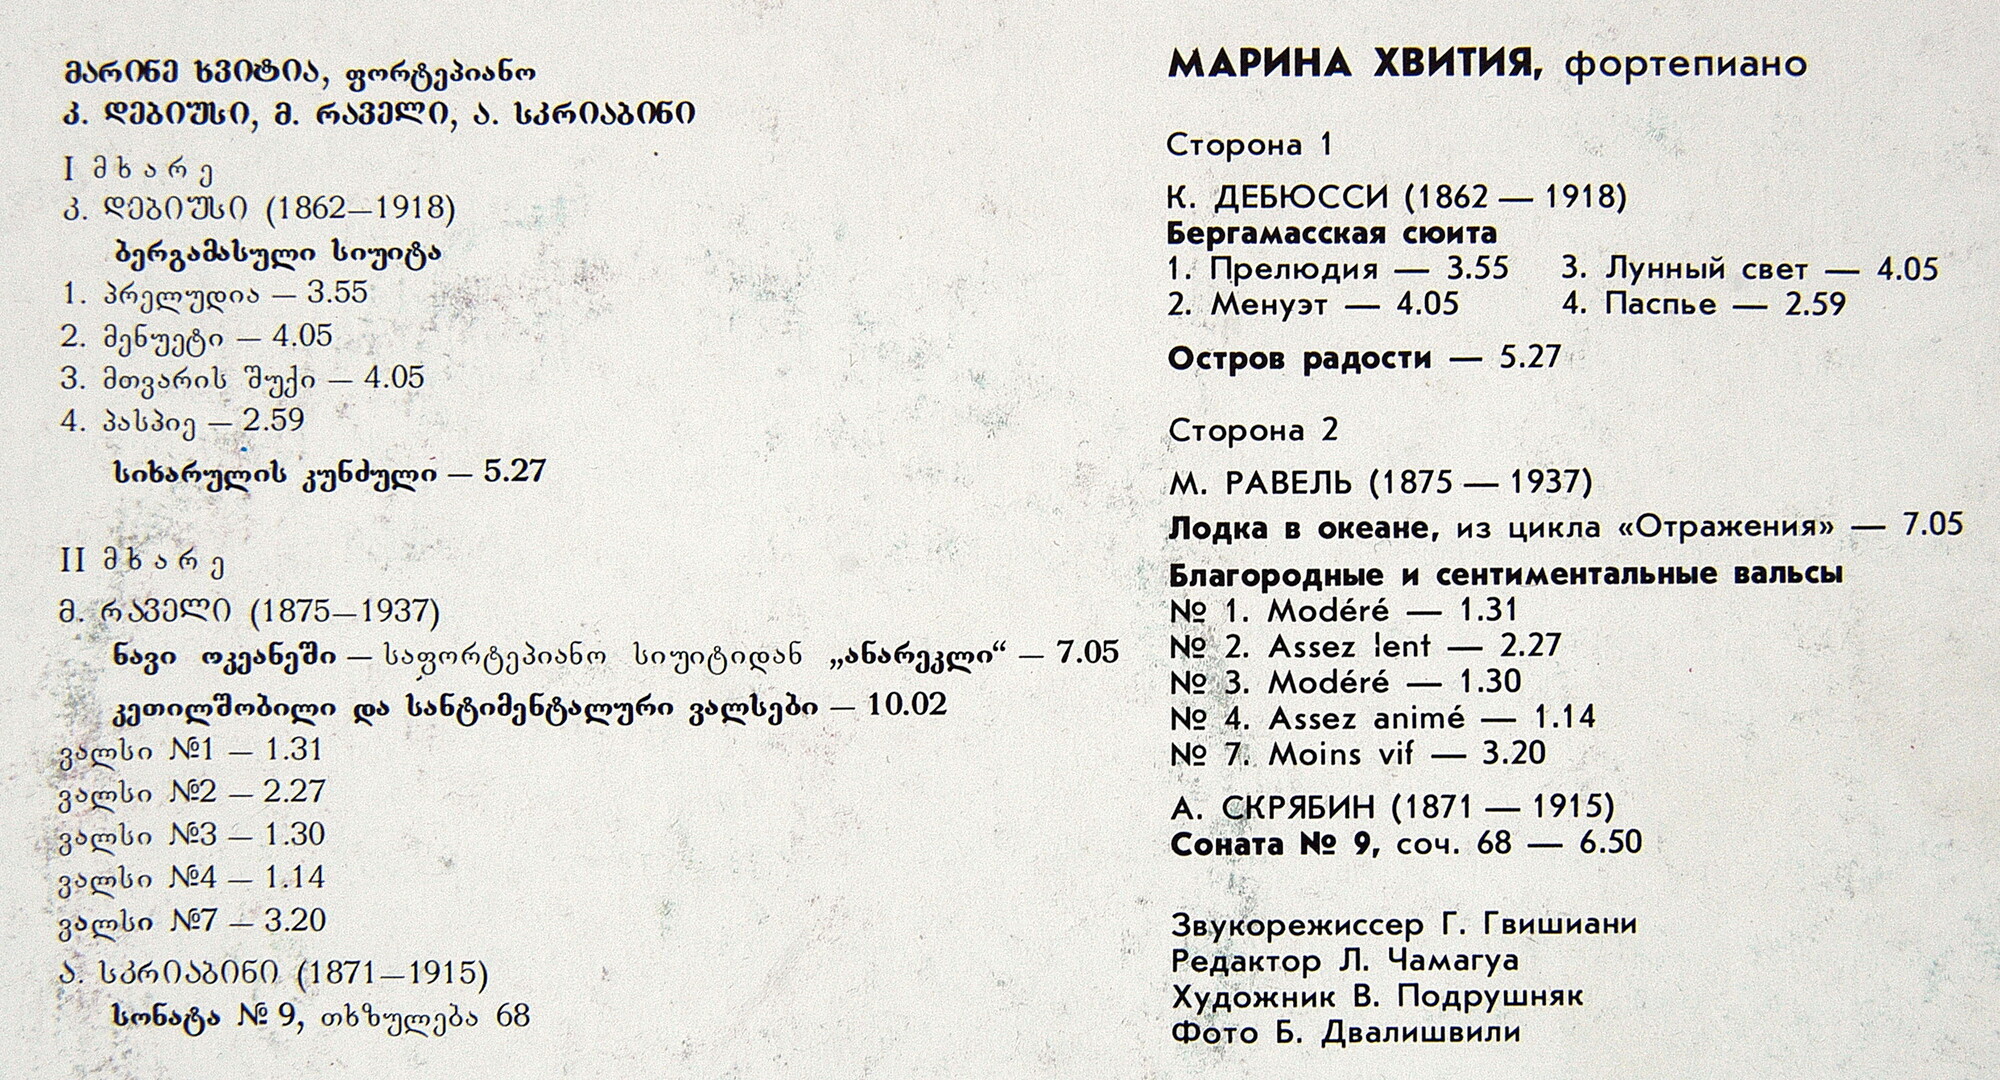 მარინე ხვიტია, ფორტეპიანო
კ. დებიუსი, მ. რაველი, ა. სკრიაბინი
I მხარე
კ. დებიუსი (1862—1918)
ბერგამასული სიუიტა
1. პრელუდია — 3.55
2. მენუეტი — 4.05
3. მთვარის შუქი — 4.05
4. პასპიე — 2.59
სიხარულის კუნძული — 5.27
II მხარე
მ. რაველი (1875—1937)
ნავი ოკეანეში — საფორტეპიანო სიუიტიდან „ანარეკლი“ — 7.05
კეთილშობილი და სანტიმენტალური ვალსები — 10.02
ვალსი №1 — 1.31
ვალსი №2 — 2.27
ვალსი №3 — 1.30
ვალსი №4 — 1.14
ვალსი №7 — 3.20
ა. სკრიაბინი (1871—1915)
სონატა № 9, თხზულება 68
МАРИНА ХВИТИЯ, фортепиано
Сторона 1
К. ДЕБЮССИ (1862 — 1918)
Бергамасская сюита
1. Прелюдия — 3.55 3. Лунный свет — 4.05
2. Менуэт — 4.05 4. Паспье — 2.59
Остров радости — 5.27
Сторона 2
М. РАВЕЛЬ (1875 — 1937)
Лодка в океане, из цикла «Отражения» — 7.05
Благородные и сентиментальные вальсы
№ 1. Modéré — 1.31
№ 2. Assez lent — 2.27
№ 3. Modéré — 1.30
№ 4. Assez animé — 1.14
№ 7. Moins vif — 3.20
А. СКРЯБИН (1871 — 1915)
Соната № 9, соч. 68 — 6.50
Звукорежиссер Г. Гвишиани
Редактор Л. Чамагуа
Художник В. Подрушняк
Фото Б. Двалишвили